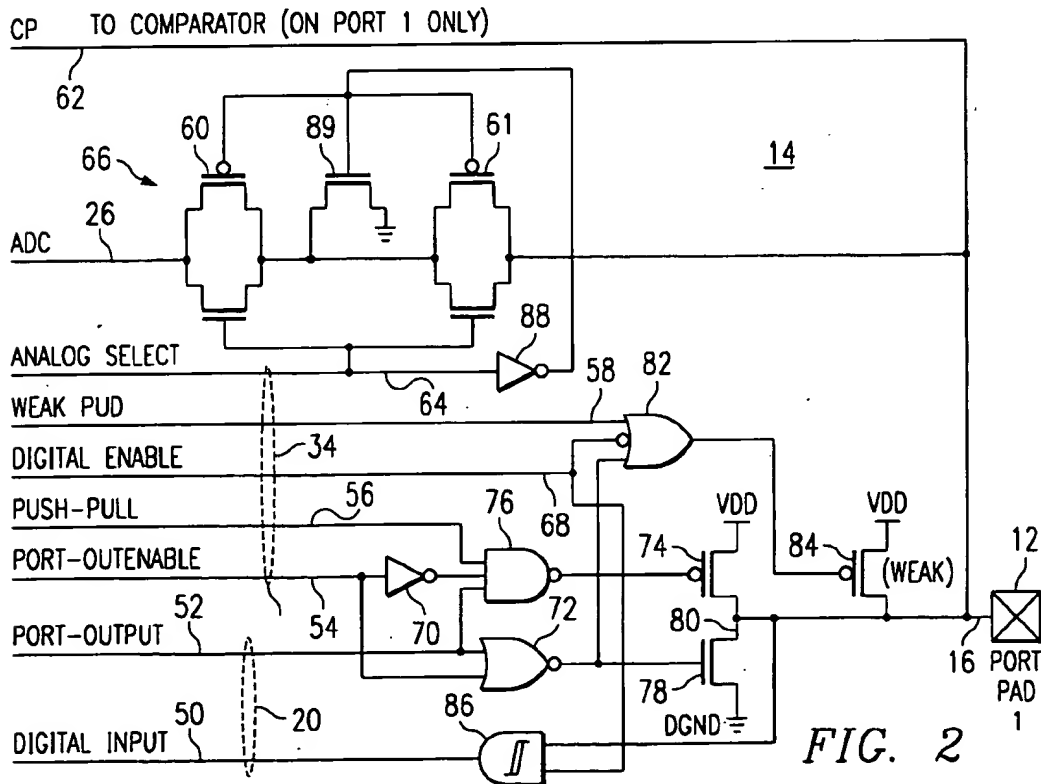 CP TO COMPARATOR (ON PORT 1 ONLY)
62
60
89
61
66
14
ADC
26
88
ANALOG SELECT
64
58
82
WEAK PUD
34
DIGITAL ENABLE
68
PUSH-PULL
56
76
VDD
VDD
74
84
(WEAK)
12
PORT-OUTENABLE
54
70
72
PORT-OUTPUT
52
80
16
PORT
PAD
1
78
86
20
DGND
50
DIGITAL INPUT
FIG. 2